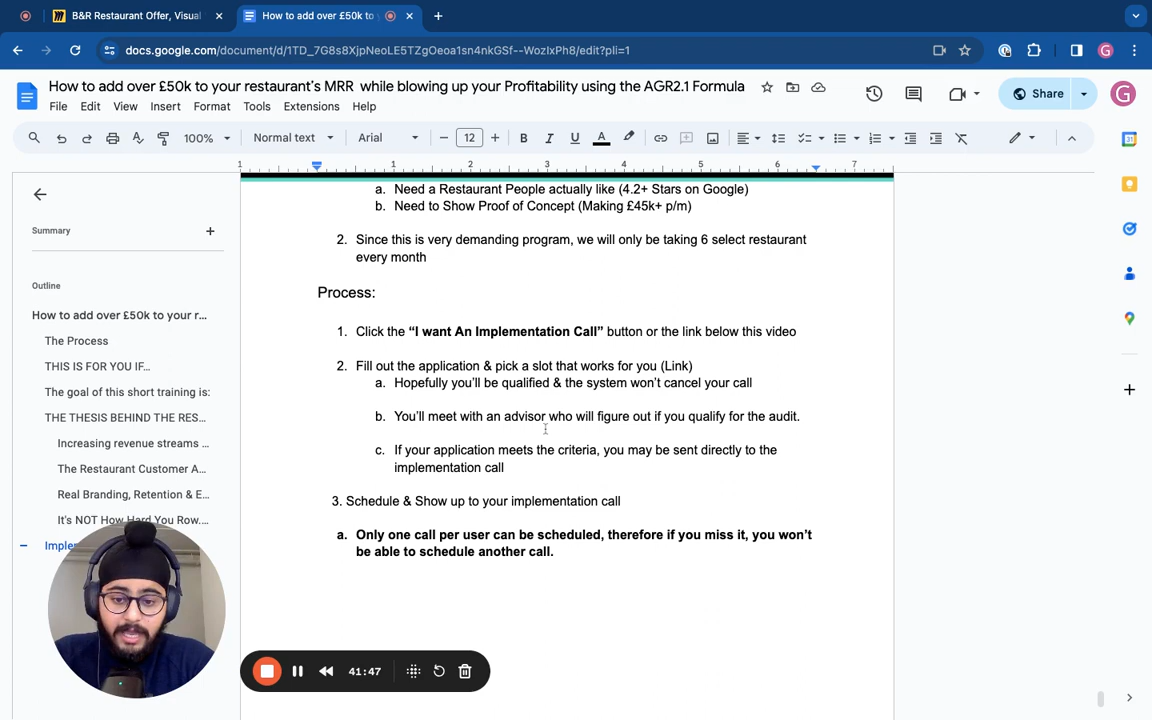 B&R Restaurant Offer, Visual
How to add over £50k to
docs.google.com/document/d/1TD_7G8s8XjpNeoLE5TZgOeoa1sn4nkGSf--WozIxPh8/edit?pli=1
G
How to add over £50k to your restaurant's MRR while blowing up your Profitability using the AGR2.1 Formula
File Edit View Insert Format Tools Extensions Help
Share
G
100% Normal text Arial 12 B I U A
1 1 2 3 4 5 6 7
Summary
Outline
How to add over £50k to your r...
The Process
THIS IS FOR YOU IF...
The goal of this short training is:
THE THESIS BEHIND THE RES...
Increasing revenue streams ...
The Restaurant Customer A...
Real Branding, Retention & E...
It's NOT How Hard You Row....
Implem
a. Need a Restaurant People actually like (4.2+ Stars on Google)
b. Need to Show Proof of Concept (Making £45k+ p/m)
2. Since this is very demanding program, we will only be taking 6 select restaurant
every month
Process:
1. Click the “I want An Implementation Call” button or the link below this video
2. Fill out the application & pick a slot that works for you (Link)
a. Hopefully you’ll be qualified & the system won’t cancel your call
b. You’ll meet with an advisor who will figure out if you qualify for the audit.
c. If your application meets the criteria, you may be sent directly to the
implementation call
3. Schedule & Show up to your implementation call
a. Only one call per user can be scheduled, therefore if you miss it, you won’t
be able to schedule another call.
41:47